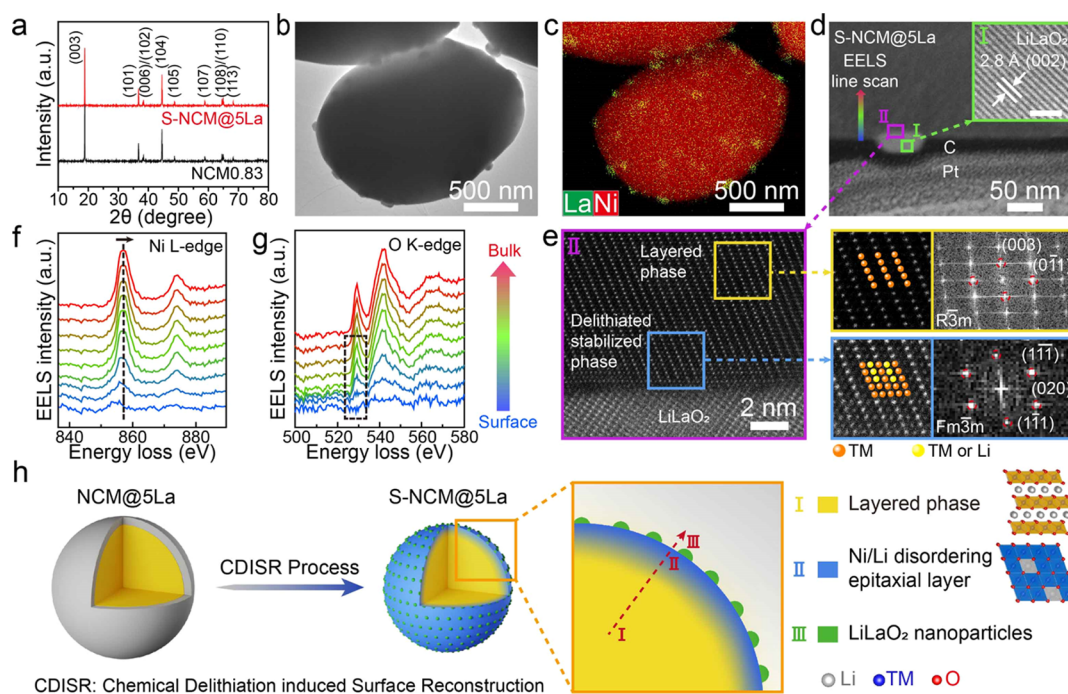 a
Intensity (a.u.)
(003)
(101)
(006)/(102)
(104)
(105)
(107)
(108)/(110)
(113)
S-NCM@5La
NCM0.83
10 20 30 40 50 60 70 80
2θ (degree)
b
500 nm
c
LaNi
500 nm
d
S-NCM@5La
EELS
line scan
I
LiLaO₂
2.8 Å (002)
II
I
C
Pt
50 nm
f
Ni L-edge
EELS intensity (a.u.)
840 860 880
Energy loss (eV)
g
O K-edge
EELS intensity (a.u.)
500 520 540 560 580
Energy loss (eV)
Bulk
Surface
e
II
Layered
phase
Delithiated
stabilized
phase
LiLaO₂
2 nm
(003)
(01̅1)
R3̅m
(11̅1̅)
(020)
(11̅1)
Fm3̅m
TM
TM or Li
h
NCM@5La
CDISR Process
S-NCM@5La
CDISR: Chemical Delithiation induced Surface Reconstruction
III
II
I
I Layered phase
II Ni/Li disordering
epitaxial layer
III LiLaO₂ nanoparticles
Li TM O